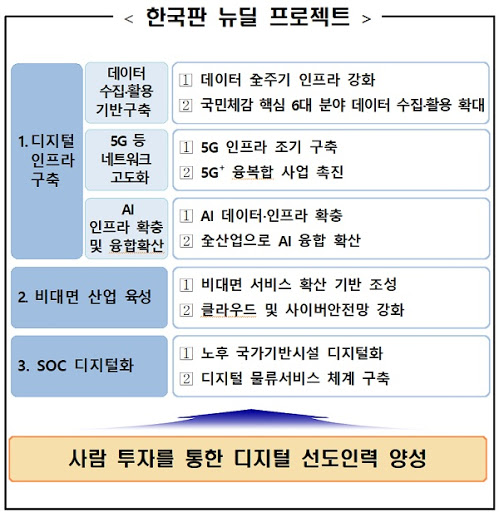 < 한국판 뉴딜 프로젝트 >
1. 디지털
인프라
구축
데이터
수집·활용
기반구축
1 데이터 全주기 인프라 강화
2 국민체감 핵심 6대 분야 데이터 수집·활용 확대
5G 등
네트워크
고도화
1 5G 인프라 조기 구축
2 5G⁺ 융복합 사업 촉진
AI
인프라 확충
및 융합확산
1 AI 데이터·인프라 확충
2 全산업으로 AI 융합 확산
2. 비대면 산업 육성
1 비대면 서비스 확산 기반 조성
2 클라우드 및 사이버안전망 강화
3. SOC 디지털화
1 노후 국가기반시설 디지털화
2 디지털 물류서비스 체계 구축
사람 투자를 통한 디지털 선도인력 양성